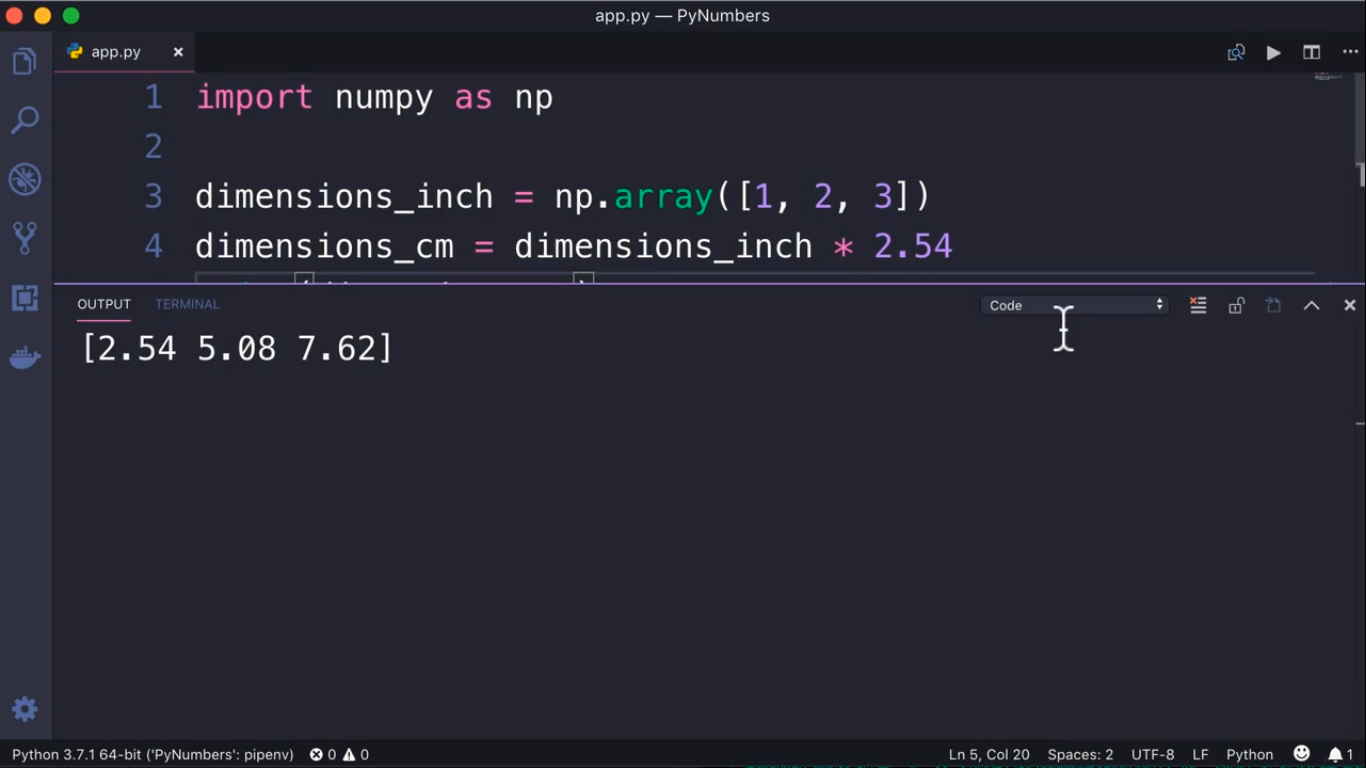 app.py — PyNumbers
app.py
1 import numpy as np
2
3 dimensions_inch = np.array([1, 2, 3])
4 dimensions_cm = dimensions_inch * 2.54
OUTPUT TERMINAL Code
[2.54 5.08 7.62]
Python 3.7.1 64-bit ('PyNumbers': pipenv) 0 0 Ln 5, Col 20 Spaces: 2 UTF-8 LF Python 1